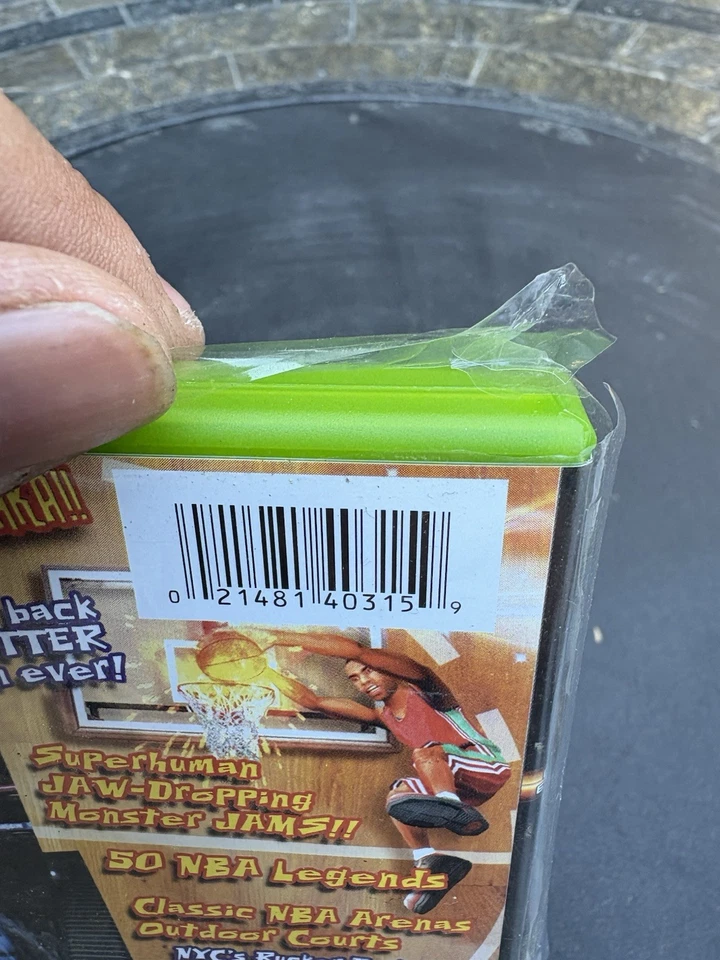 0 21481 40315 9
back
ever!
Superhuman
JAW-Dropping
Monster JAMS!!
50 NBA Legends
Classic NBA Arenas
Outdoor Courts
NYC's